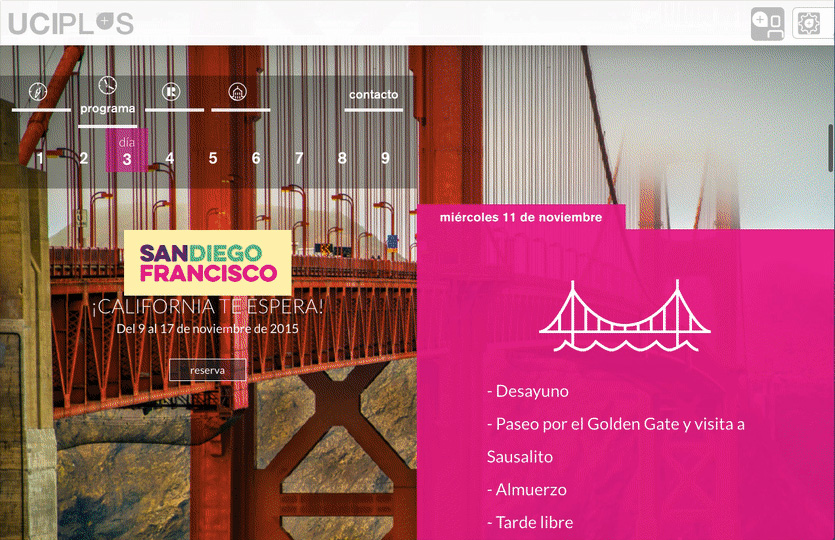 UCIPLUS
programa
contacto
día
1 2 3 4 5 6 7 8 9
SANDIEGO
FRANCISCO
¡CALIFORNIA TE ESPERA!
Del 9 al 17 de noviembre de 2015
reserva
miércoles 11 de noviembre
- Desayuno
- Paseo por el Golden Gate y visita a
Sausalito
- Almuerzo
- Tarde libre